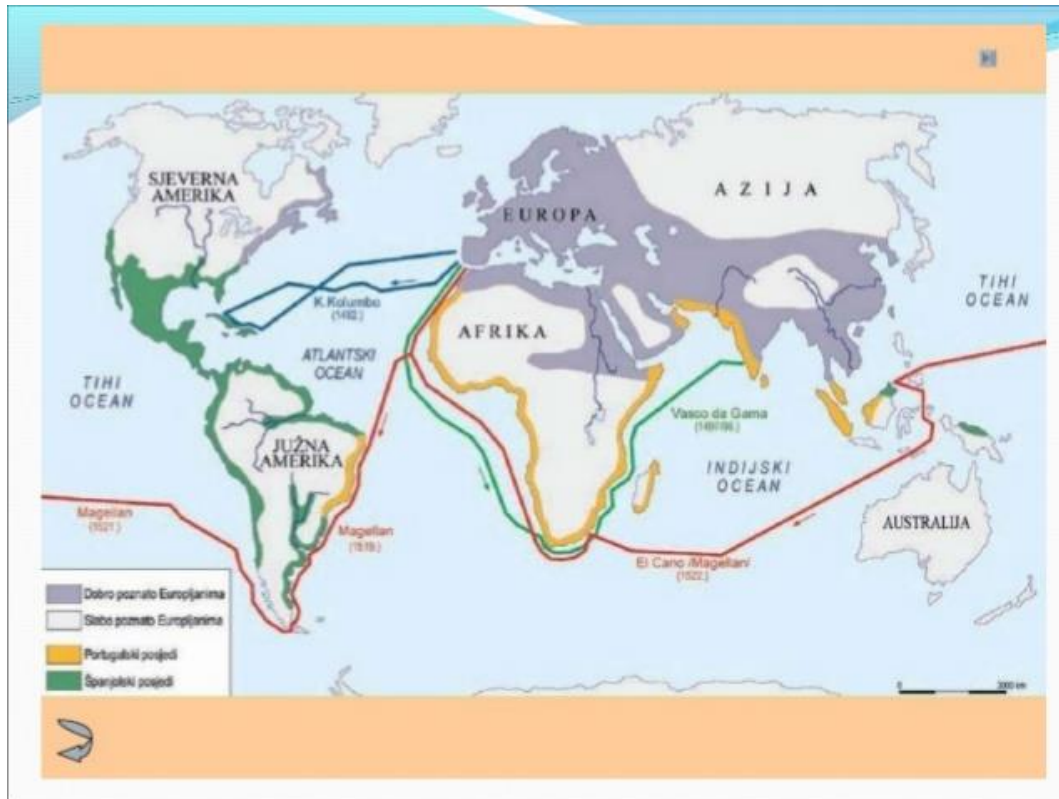 SJEVERNA
AMERIKA
EUROPA
AZIJA
K.Kolumbo
(1492.)
AFRIKA
ATLANTSKI
OCEAN
TIHI
OCEAN
TIHI
OCEAN
Vasco da Gama
JUŽNA
AMERIKA
INDIJSKI
OCEAN
Magellan
(1521.)
Magellan
(1519.)
AUSTRALIJA
El Cano /Magellan/
(1522.)
Dobro poznato Europljanima
Slabo poznato Europljanima
Portugalski posjedi
Španjolski posjedi
0